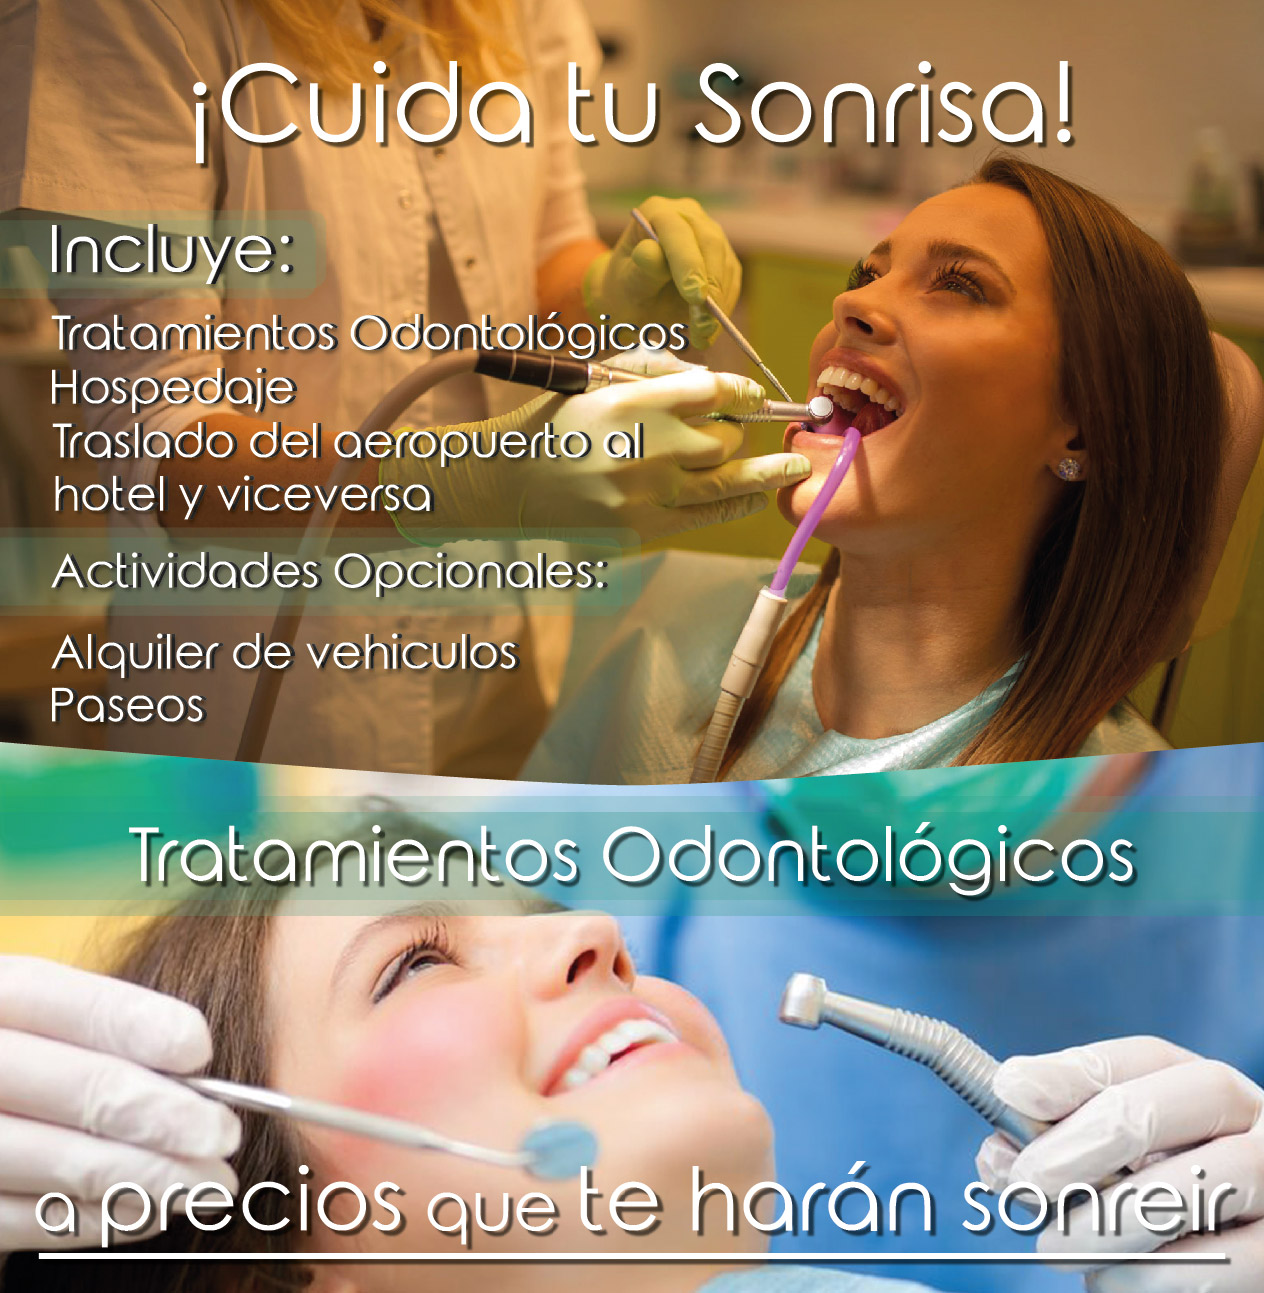 ¡Cuida tu Sonrisa!
Incluye:
Tratamientos Odontológicos
Hospedaje
Traslado del aeropuerto al
hotel y viceversa
Actividades Opcionales:
Alquiler de vehiculos
Paseos
Tratamientos Odontológicos
a precios que te harán sonreir